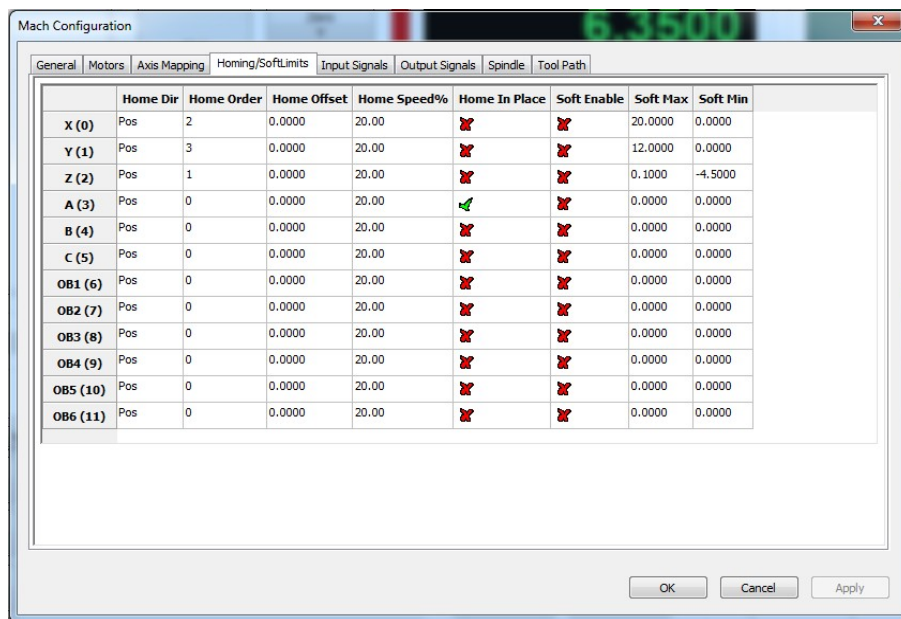 6.3500
Mach Configuration
General Motors Axis Mapping Homing/SoftLimits Input Signals Output Signals Spindle Tool Path
Home Dir Home Order Home Offset Home Speed% Home In Place Soft Enable Soft Max Soft Min
X (0) Pos 2 0.0000 20.00 20.0000 0.0000
Y (1) Pos 3 0.0000 20.00 12.0000 0.0000
Z (2) Pos 1 0.0000 20.00 0.1000 -4.5000
A (3) Pos 0 0.0000 20.00 0.0000 0.0000
B (4) Pos 0 0.0000 20.00 0.0000 0.0000
C (5) Pos 0 0.0000 20.00 0.0000 0.0000
OB1 (6) Pos 0 0.0000 20.00 0.0000 0.0000
OB2 (7) Pos 0 0.0000 20.00 0.0000 0.0000
OB3 (8) Pos 0 0.0000 20.00 0.0000 0.0000
OB4 (9) Pos 0 0.0000 20.00 0.0000 0.0000
OB5 (10) Pos 0 0.0000 20.00 0.0000 0.0000
OB6 (11) Pos 0 0.0000 20.00 0.0000 0.0000
OK Cancel Apply